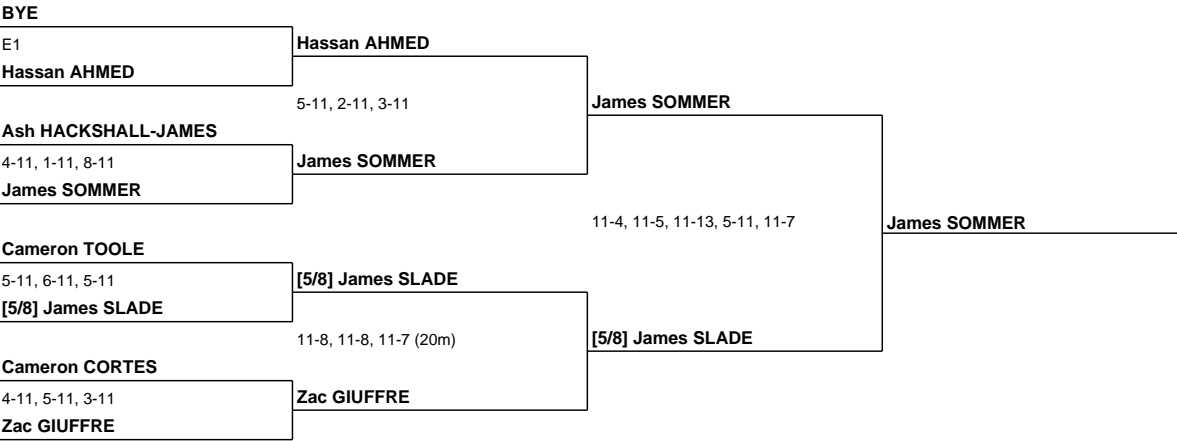 BYE
E1
Hassan AHMED
Hassan AHMED
5-11, 2-11, 3-11
James SOMMER
Ash HACKSHALL-JAMES
4-11, 1-11, 8-11
James SOMMER
James SOMMER
11-4, 11-5, 11-13, 5-11, 11-7
James SOMMER
Cameron TOOLE
5-11, 6-11, 5-11
[5/8] James SLADE
[5/8] James SLADE
11-8, 11-8, 11-7 (20m)
[5/8] James SLADE
Cameron CORTES
4-11, 5-11, 3-11
Zac GIUFFRE
Zac GIUFFRE